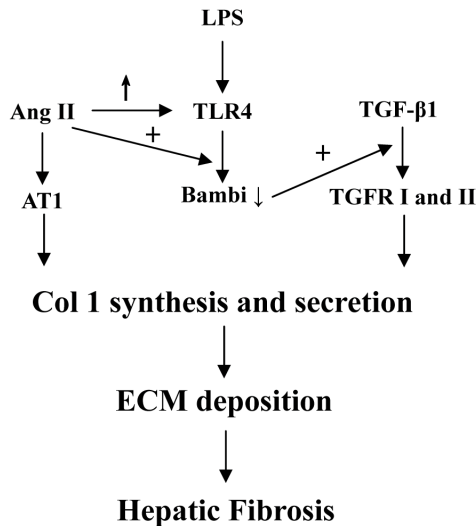 LPS
↑
Ang II
TLR4
TGF-β1
+
+
AT1
Bambi ↓
TGFR I and II
Col 1 synthesis and secretion
ECM deposition
Hepatic Fibrosis